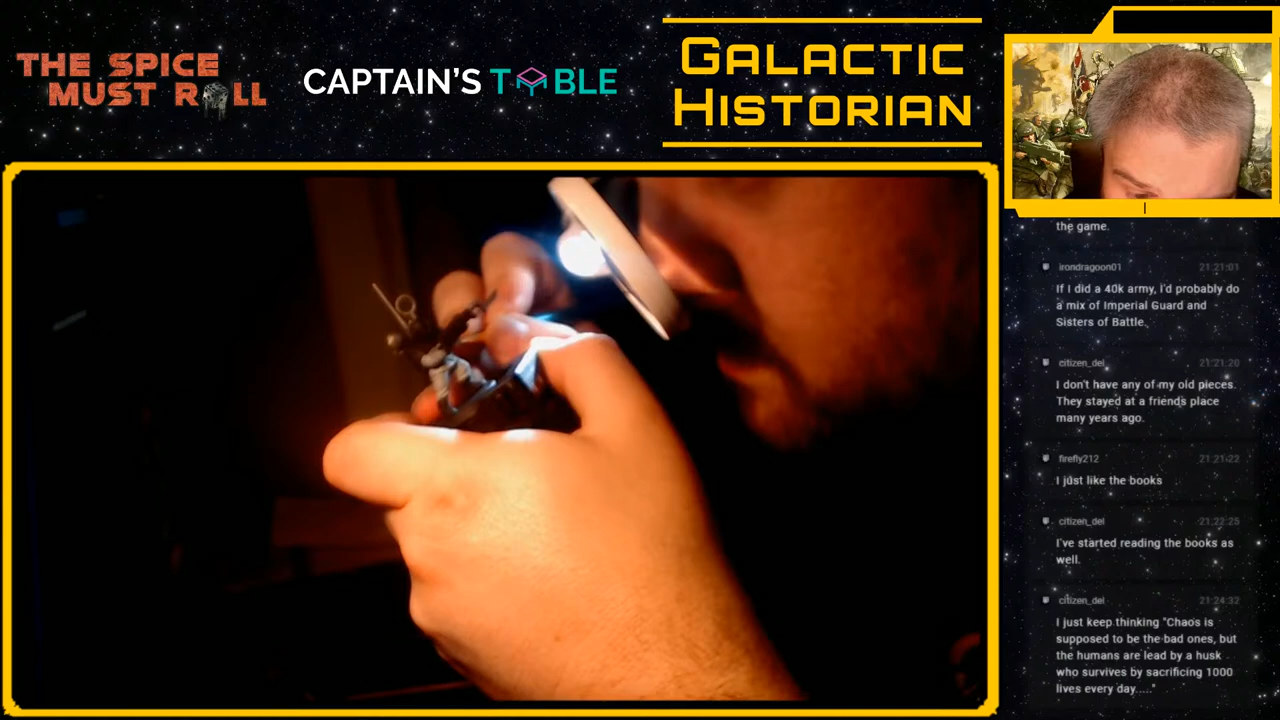 THE SPICE
MUST ROLL
CAPTAIN'S TABLE
GALACTIC
HISTORIAN
the game.
irondragoon01 21:21:01
If I did a 40k army, i'd probably do
a mix of Imperial Guard and
Sisters of Battle.
citizen_del 21:21:20
I don't have any of my old pieces.
They stayed at a friends place
many years ago.
firefly212 21:21:22
I just like the books
citizen_del 21:22:25
I've started reading the books as
well.
citizen_del 21:24:32
I just keep thinking "Chaos is
supposed to be the bad ones, but
the humans are lead by a husk
who survives by sacrificing 1000
lives every day....."